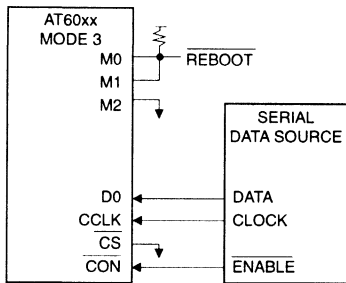 AT60xx
MODE 3
M0
REBOOT
M1
M2
SERIAL
DATA SOURCE
D0
DATA
CCLK
CLOCK
CS
CON
ENABLE